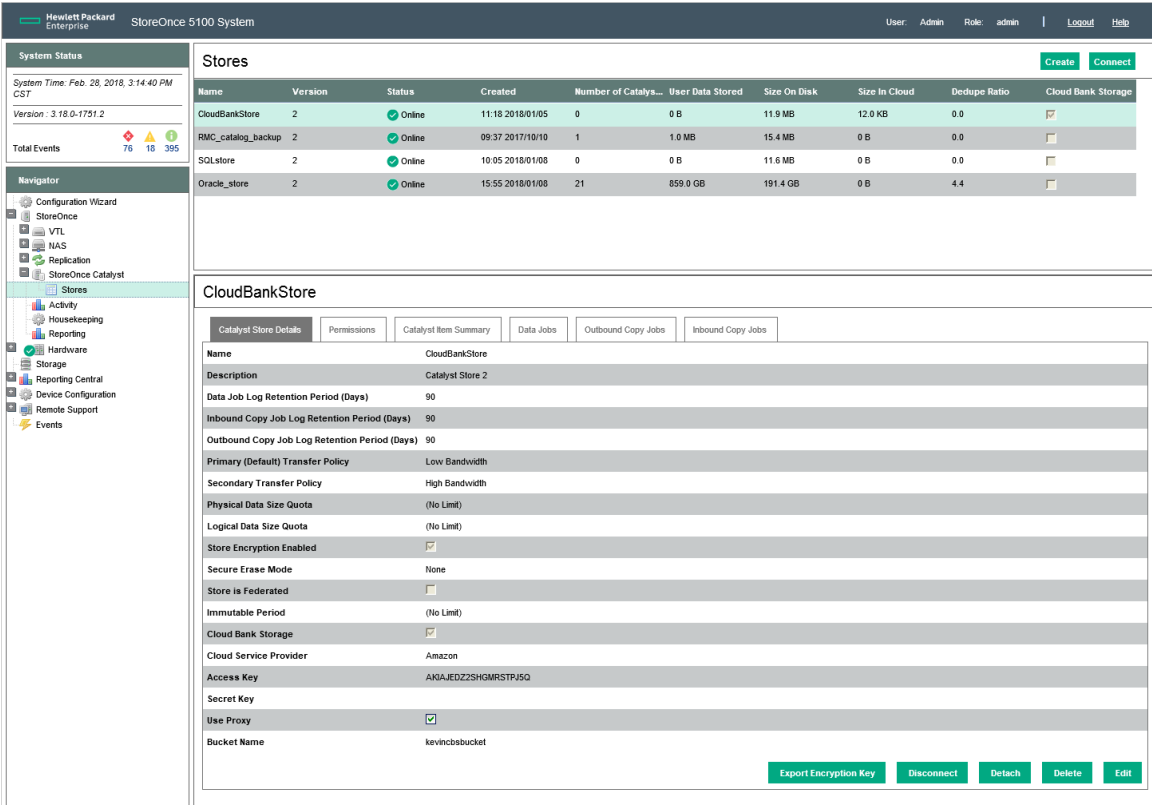 Hewlett Packard
Enterprise
StoreOnce 5100 System
User: Admin Role: admin | Logout Help
System Status
System Time: Feb. 28, 2018, 3:14:40 PM
CST
Version : 3.18.0-1751.2
Total Events 76 18 395
Navigator
Configuration Wizard
StoreOnce
VTL
NAS
Replication
StoreOnce Catalyst
Stores
Activity
Housekeeping
Reporting
Hardware
Storage
Reporting Central
Device Configuration
Remote Support
Events
Stores
Create Connect
Name Version Status Created Number of Catalys... User Data Stored Size On Disk Size In Cloud Dedupe Ratio Cloud Bank Storage
CloudBankStore 2 Online 11:18 2018/01/05 0 0 B 11.9 MB 12.0 KB 0.0
RMC_catalog_backup 2 Online 09:37 2017/10/10 1 1.0 MB 15.4 MB 0 B 0.0
SQLstore 2 Online 10:05 2018/01/08 0 0 B 11.6 MB 0 B 0.0
Oracle_store 2 Online 15:55 2018/01/08 21 859.0 GB 191.4 GB 0 B 4.4
CloudBankStore
Catalyst Store Details Permissions Catalyst Item Summary Data Jobs Outbound Copy Jobs Inbound Copy Jobs
Name CloudBankStore
Description Catalyst Store 2
Data Job Log Retention Period (Days) 90
Inbound Copy Job Log Retention Period (Days) 90
Outbound Copy Job Log Retention Period (Days) 90
Primary (Default) Transfer Policy Low Bandwidth
Secondary Transfer Policy High Bandwidth
Physical Data Size Quota (No Limit)
Logical Data Size Quota (No Limit)
Store Encryption Enabled
Secure Erase Mode None
Store is Federated
Immutable Period (No Limit)
Cloud Bank Storage
Cloud Service Provider Amazon
Access Key AKIAJEDZ2SHGMRSTPJ5Q
Secret Key
Use Proxy
Bucket Name kevincbsbucket
Export Encryption Key Disconnect Detach Delete Edit